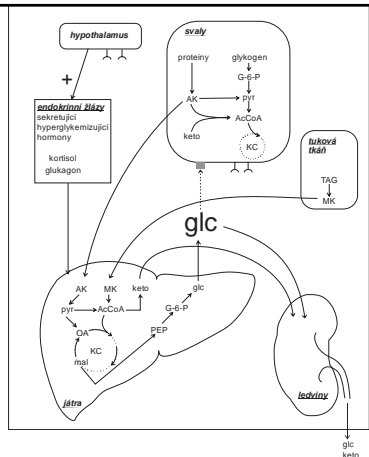 hypothalamus
+
endokrinní žlázy
sekretující
hyperglykemizující
hormony
kortisol
glukagon
svaly
proteiny glykogen
G-6-P
AK pyr
AcCoA
keto
KC
tuková
tkáň
TAG
MK
glc
AK MK keto glc
pyr AcCoA G-6-P
OA PEP
KC
mal
játra
ledviny
glc
keto